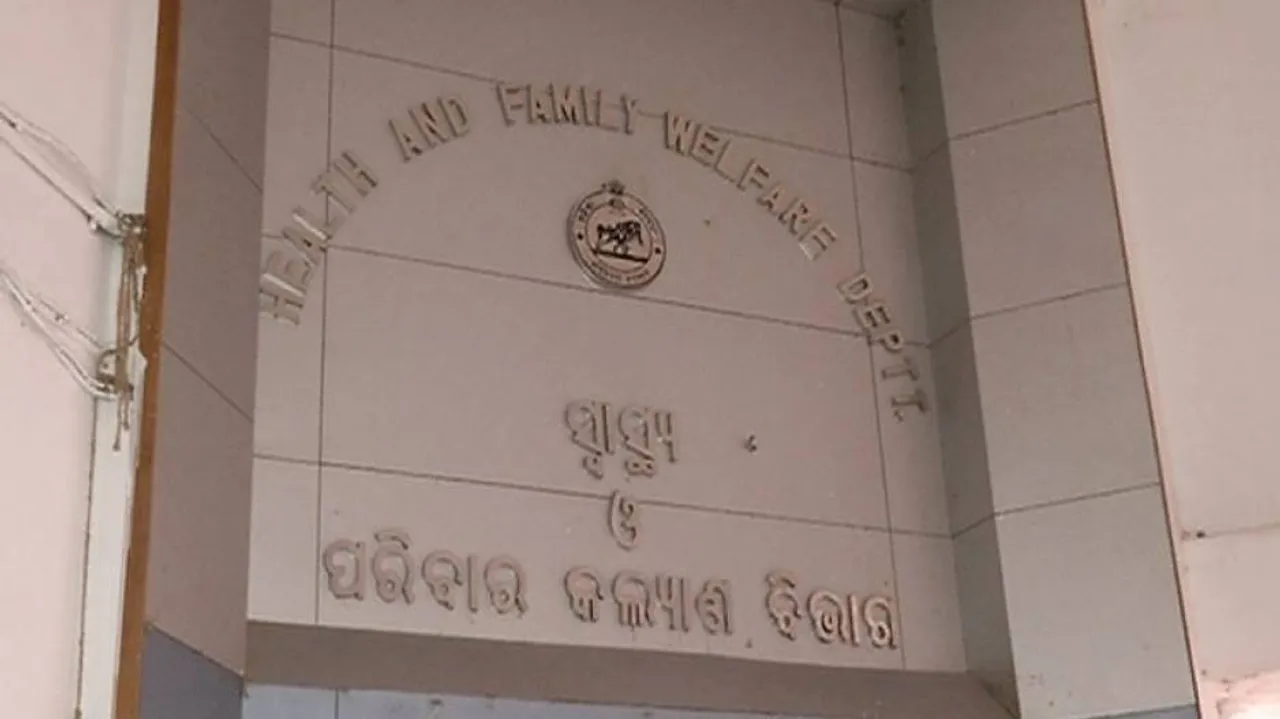 HEALTH AND FAMILY WELFARE DEPTT.
ସ୍ୱାସ୍ଥ୍ୟ
ଓ
ପରିବାର କଲ୍ୟାଣ ବିଭାଗ